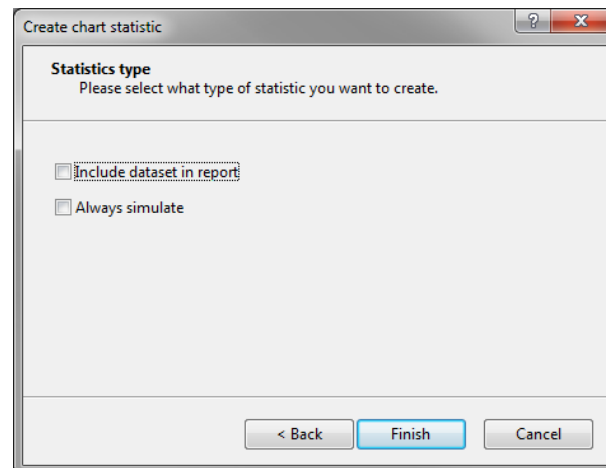 Create chart statistic
?
X
Statistics type
Please select what type of statistic you want to create.
Include dataset in report
Always simulate
< Back
Finish
Cancel